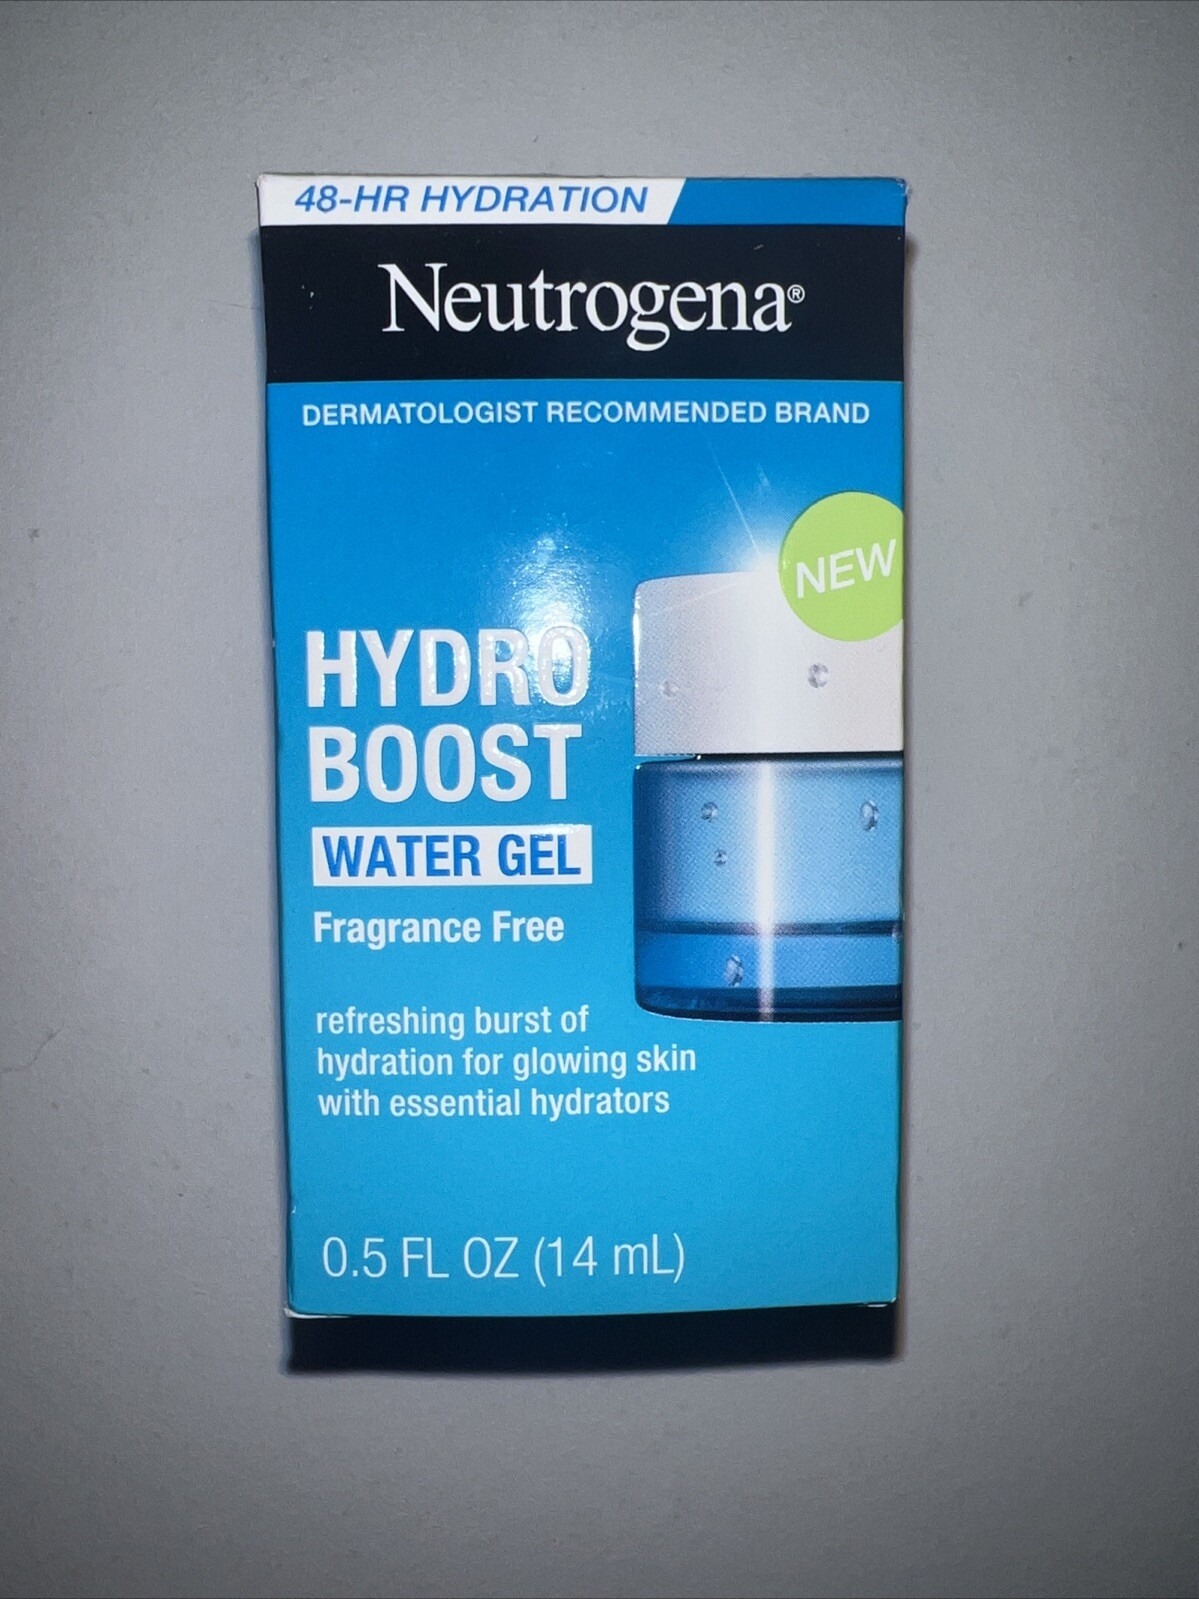 48-HR HYDRATION
Neutrogena®
DERMATOLOGIST RECOMMENDED BRAND
NEW
HYDRO
BOOST
WATER GEL
Fragrance Free
refreshing burst of
hydration for glowing skin
with essential hydrators
0.5 FL OZ (14 mL)